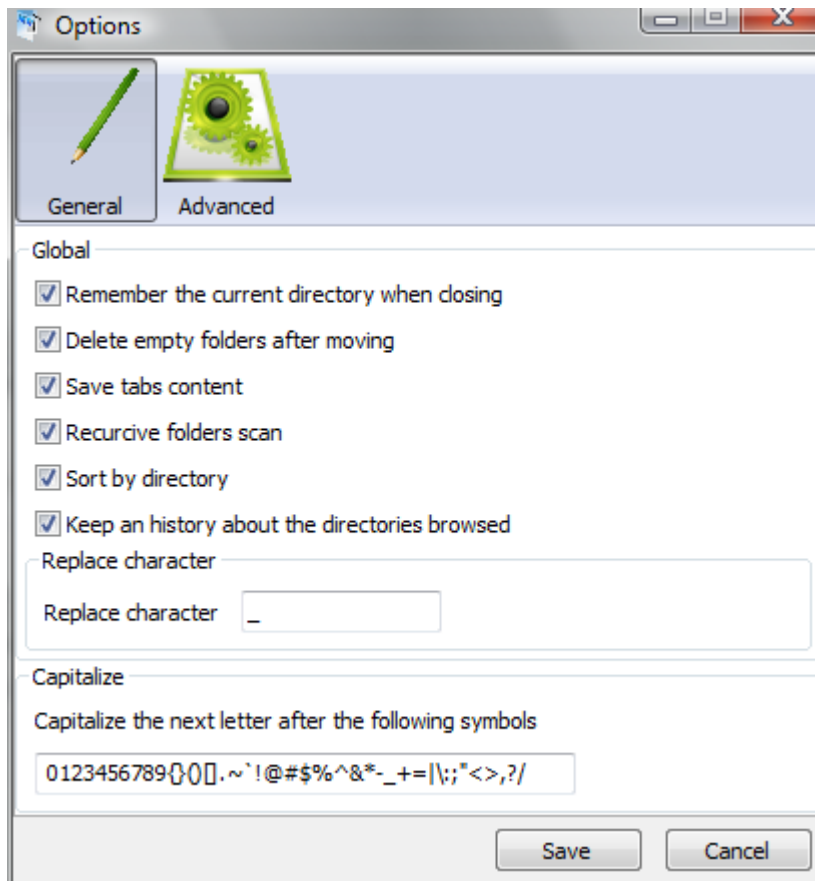 Options
General Advanced
Global
Remember the current directory when closing
Delete empty folders after moving
Save tabs content
Recurcive folders scan
Sort by directory
Keep an history about the directories browsed
Replace character
Replace character _
Capitalize
Capitalize the next letter after the following symbols
0123456789{}()[].~`!@#$%^&*-_+=|\:;"<>,?/
Save Cancel